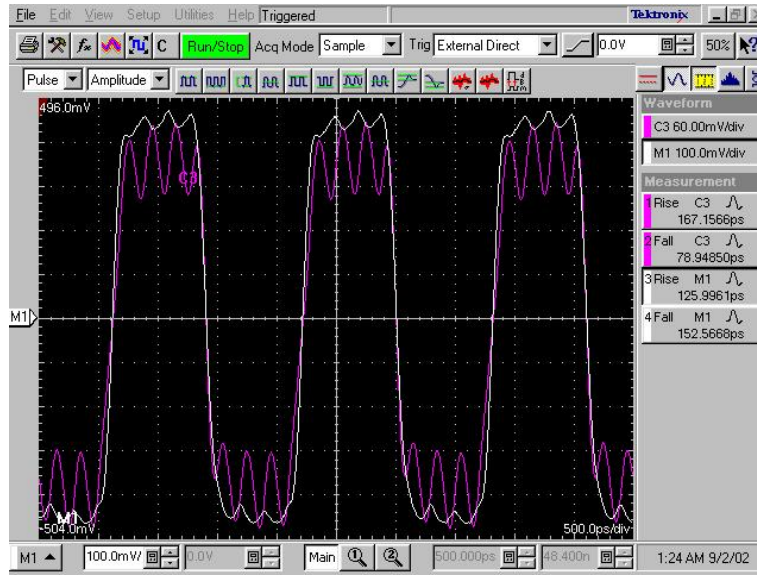 File Edit View Setup Utilities Help Triggered Tektronix
C Run/Stop Acq Mode Sample Trig External Direct 0.0V 50%
Pulse Amplitude
496.0mV
C3
M1
M1
-504.0mV
500.0ps/div
Waveform
C3 60.00mV/div
M1 100.0mV/div
Measurement
1 Rise C3
167.1566ps
2 Fall C3
78.94850ps
3 Rise M1
125.9961ps
4 Fall M1
152.5668ps
M1 100.0mV/ 0.0V Main 1 2 500.000ps 48.400n 1:24 AM 9/2/02